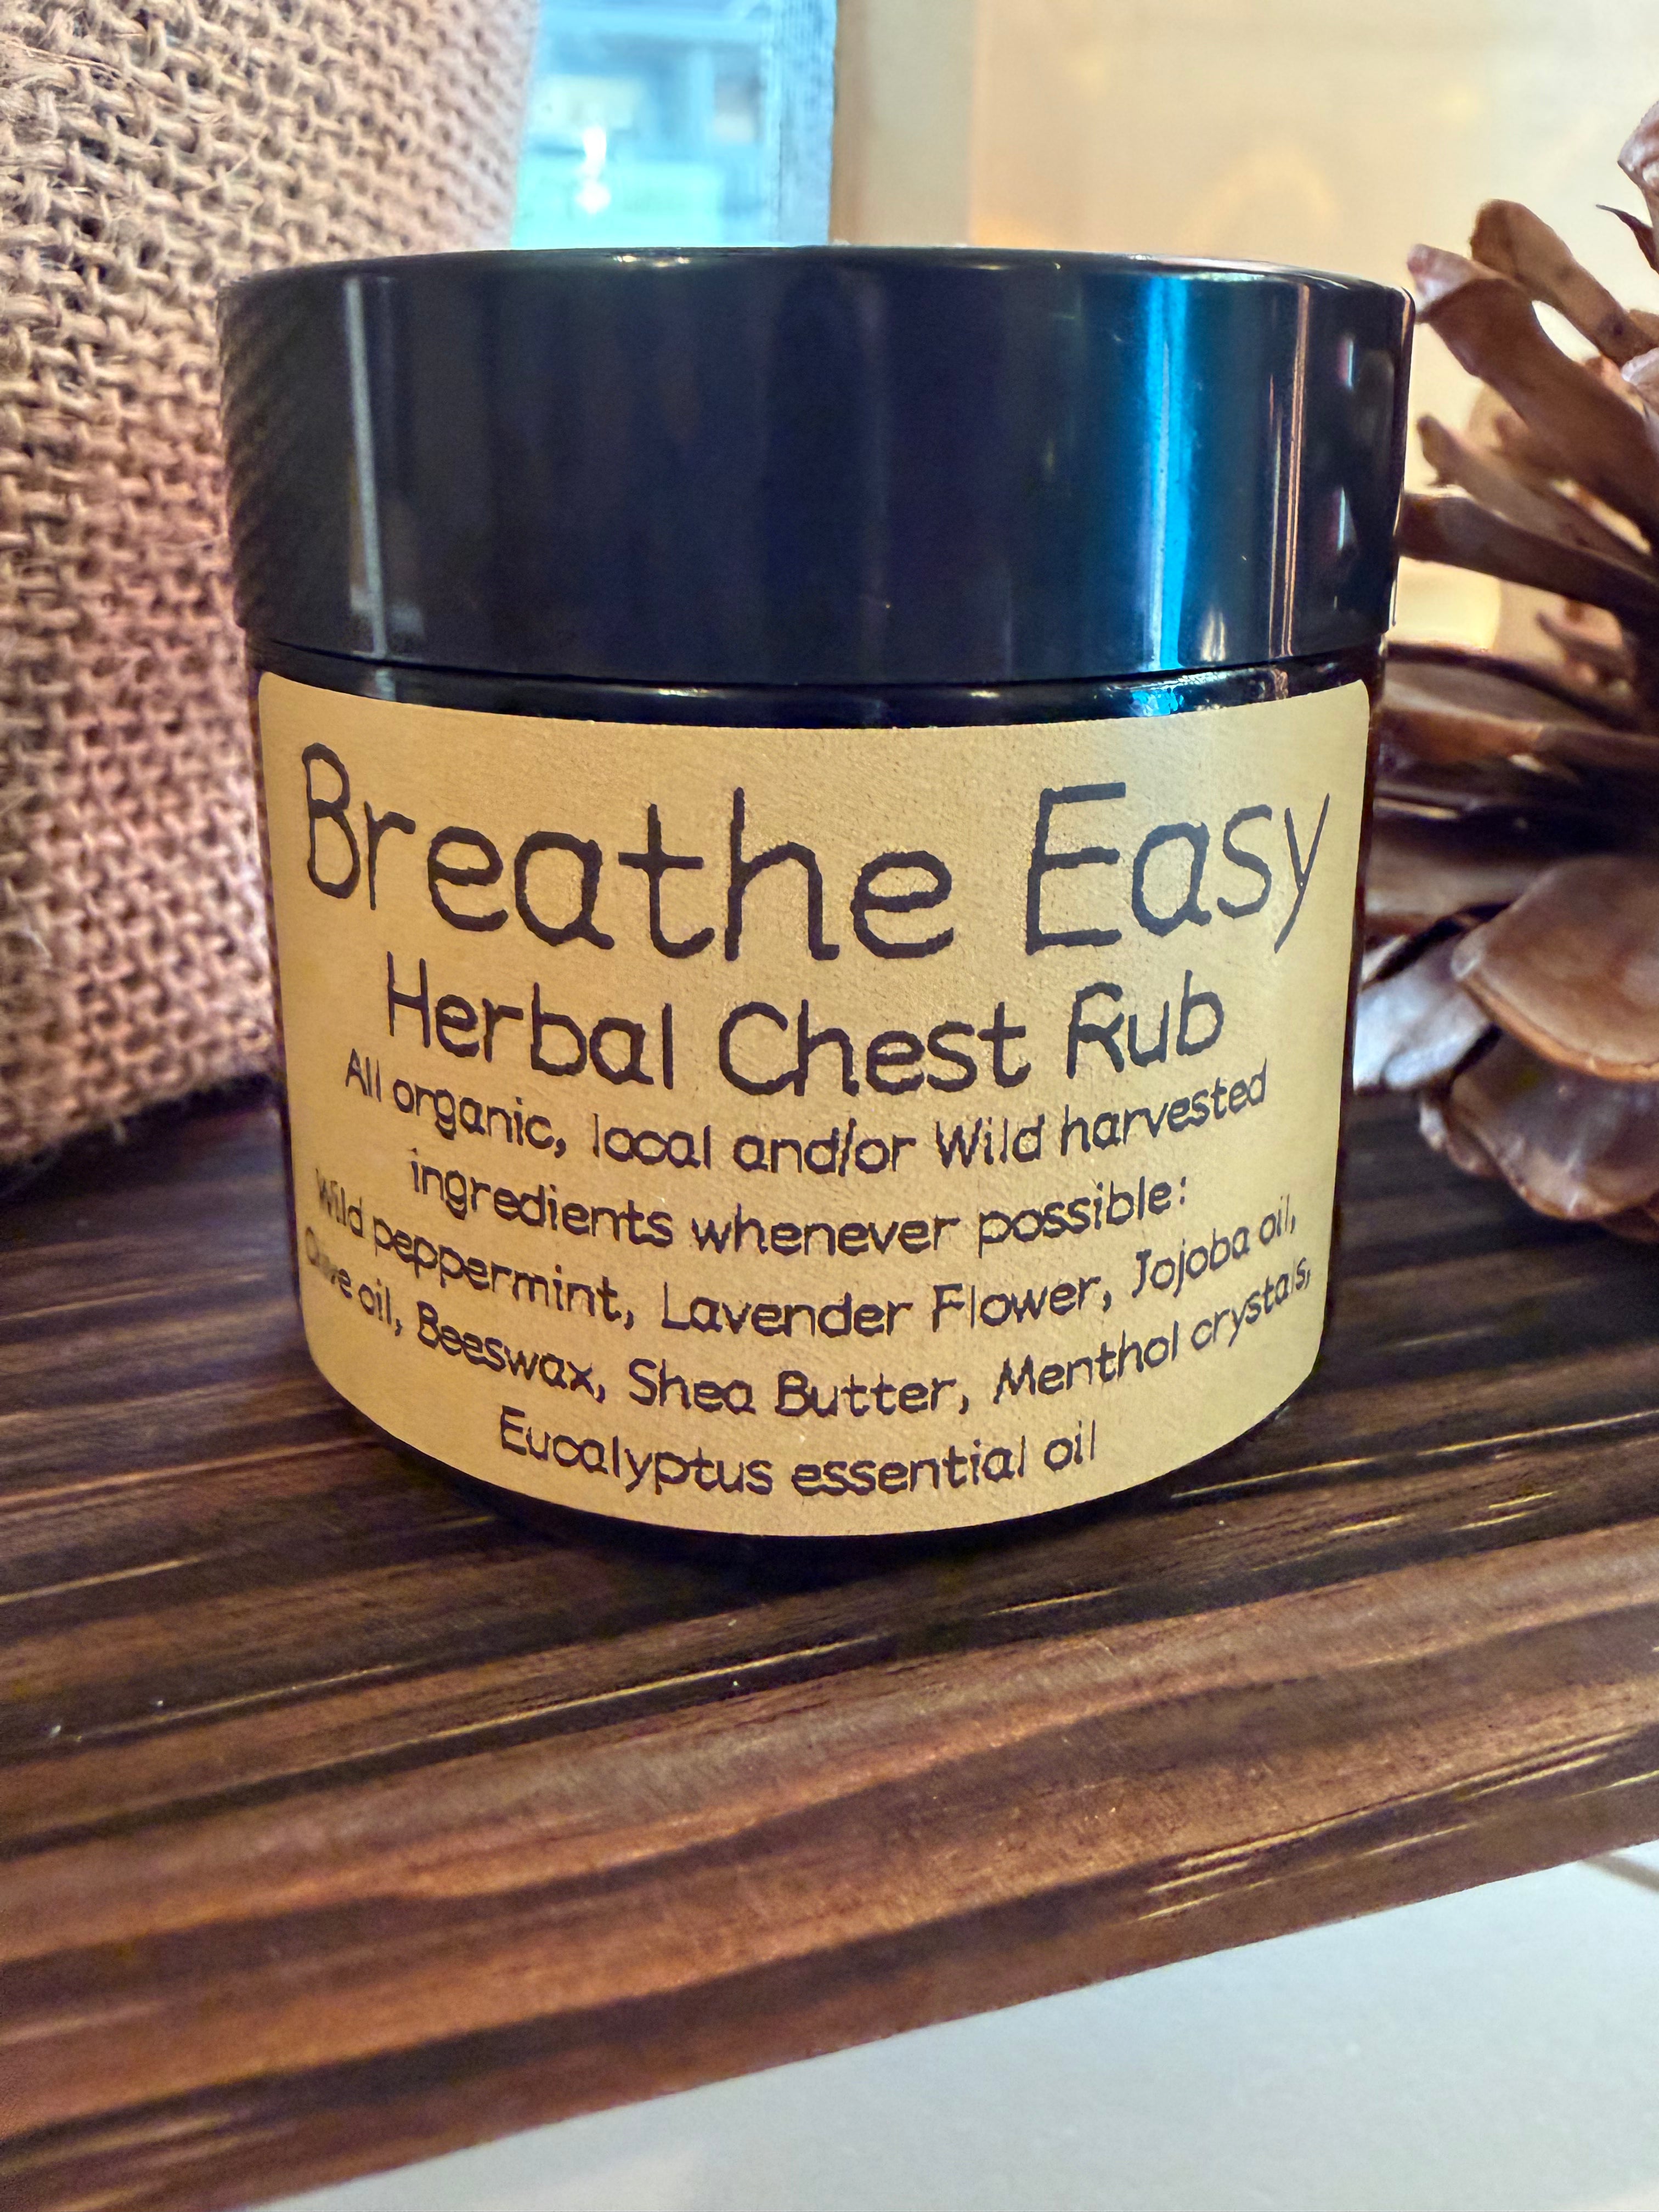 Breathe Easy
Herbal Chest Rub
All organic, local and/or Wild harvested
ingredients whenever possible:
Wild peppermint, Lavender Flower, Jojoba oil,
Olive oil, Beeswax, Shea Butter, Menthol crystals,
Eucalyptus essential oil